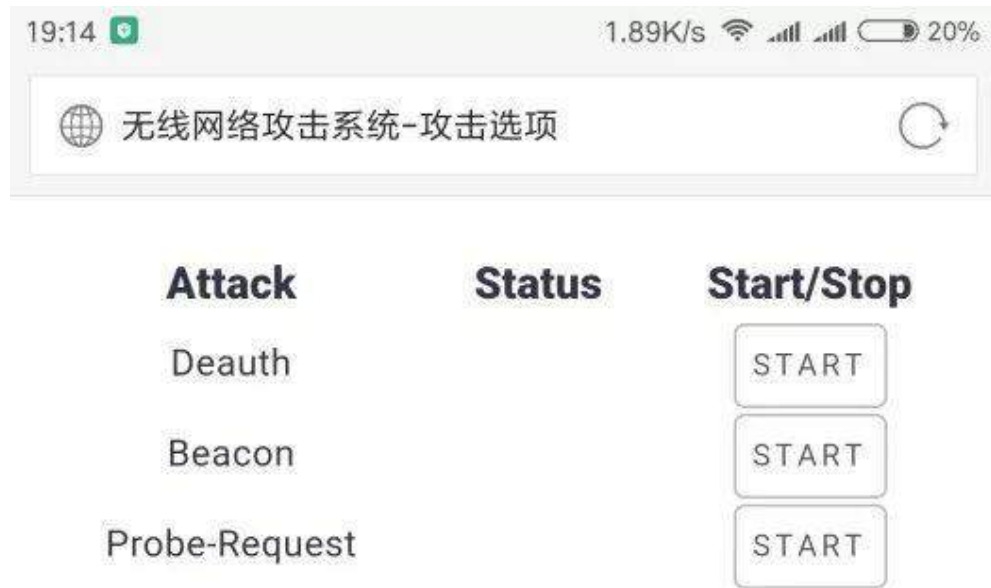 19:14 1.89K/s 20%
无线网络攻击系统-攻击选项
Attack Status Start/Stop
Deauth START
Beacon START
Probe-Request START